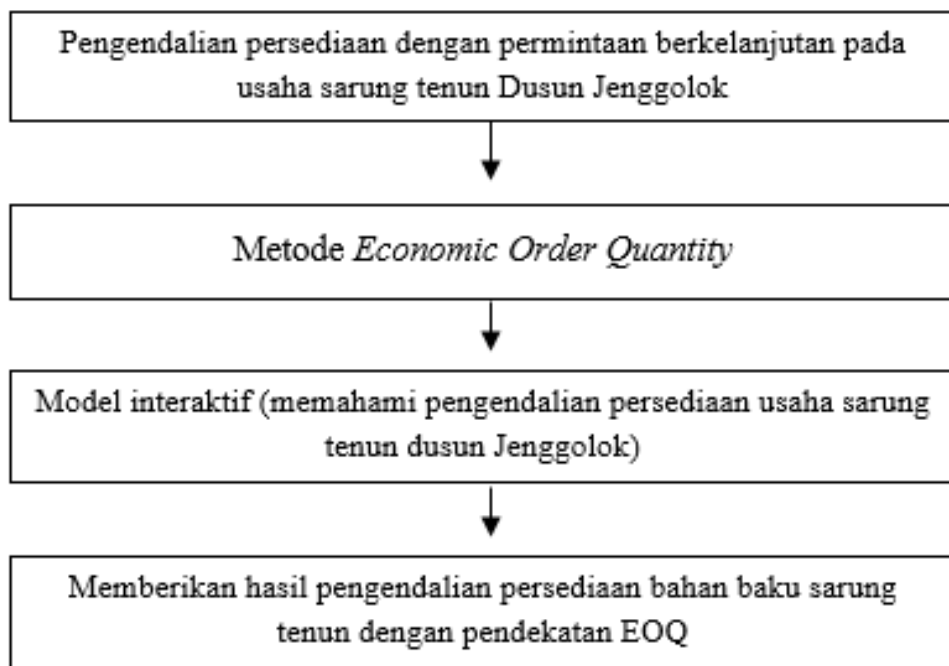 Pengendalian persediaan dengan permintaan berkelanjutan pada
usaha sarung tenun Dusun Jenggolok
Metode Economic Order Quantity
Model interaktif (memahami pengendalian persediaan usaha sarung
tenun dusun Jenggolok)
Memberikan hasil pengendalian persediaan bahan baku sarung
tenun dengan pendekatan EOQ